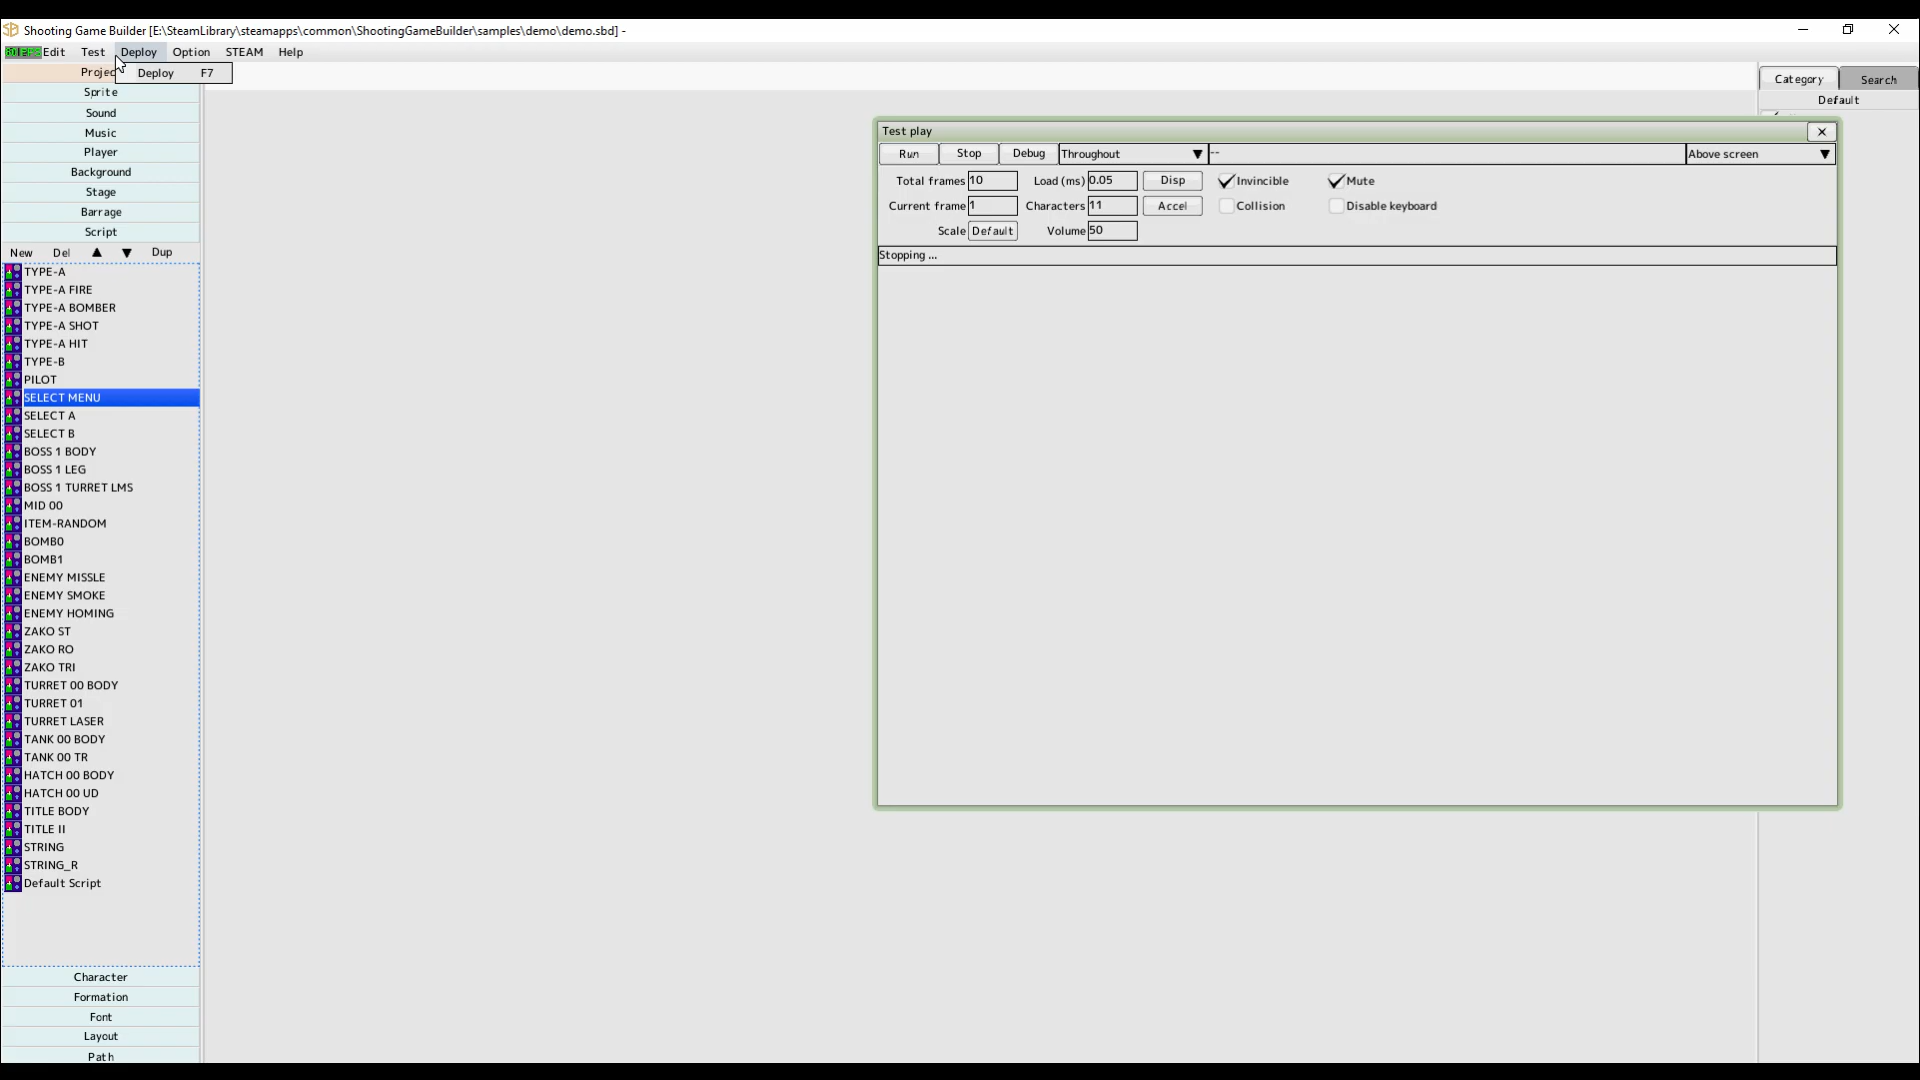 Shooting Game Builder [E:\SteamLibrary\steamapps\common\ShootingGameBuilder\samples\demo\demo.sbd] -
Edit Test Deploy Option STEAM Help
Deploy F7
Projec
Sprite
Sound
Music
Player
Background
Stage
Barrage
Script
New Del ▲ ▼ Dup
TYPE-A
TYPE-A FIRE
TYPE-A BOMBER
TYPE-A SHOT
TYPE-A HIT
TYPE-B
PILOT
SELECT MENU
SELECT A
SELECT B
BOSS 1 BODY
BOSS 1 LEG
BOSS 1 TURRET LMS
MID 00
ITEM-RANDOM
BOMB0
BOMB1
ENEMY MISSLE
ENEMY SMOKE
ENEMY HOMING
ZAKO ST
ZAKO RO
ZAKO TRI
TURRET 00 BODY
TURRET 01
TURRET LASER
TANK 00 BODY
TANK 00 TR
HATCH 00 BODY
HATCH 00 UD
TITLE BODY
TITLE II
STRING
STRING_R
Default Script
Character
Formation
Font
Layout
Path
Test play
Run Stop Debug Throughout ▼ -- Above screen ▼
Total frames 10 Load (ms) 0.05 Disp Invincible Mute
Current frame 1 Characters 11 Accel Collision Disable keyboard
Scale Default Volume 50
Stopping ...
Category Search
Default